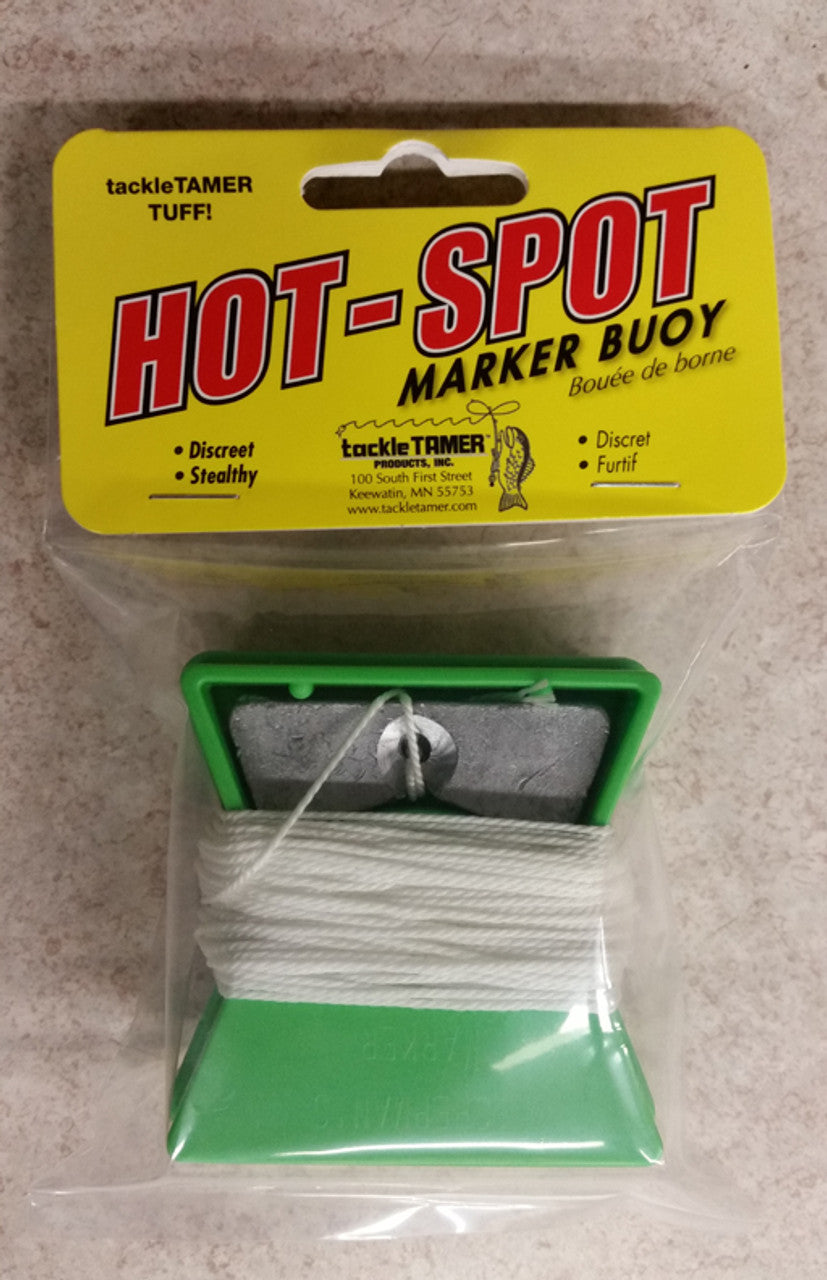 tackleTAMER
TUFF!
HOT-SPOT
MARKER BUOY
Bouée de borne
• Discreet
• Stealthy
tackleTAMER™
PRODUCTS, INC.
100 South First Street
Keewatin, MN 55753
www.tackletamer.com
• Discret
• Furtif